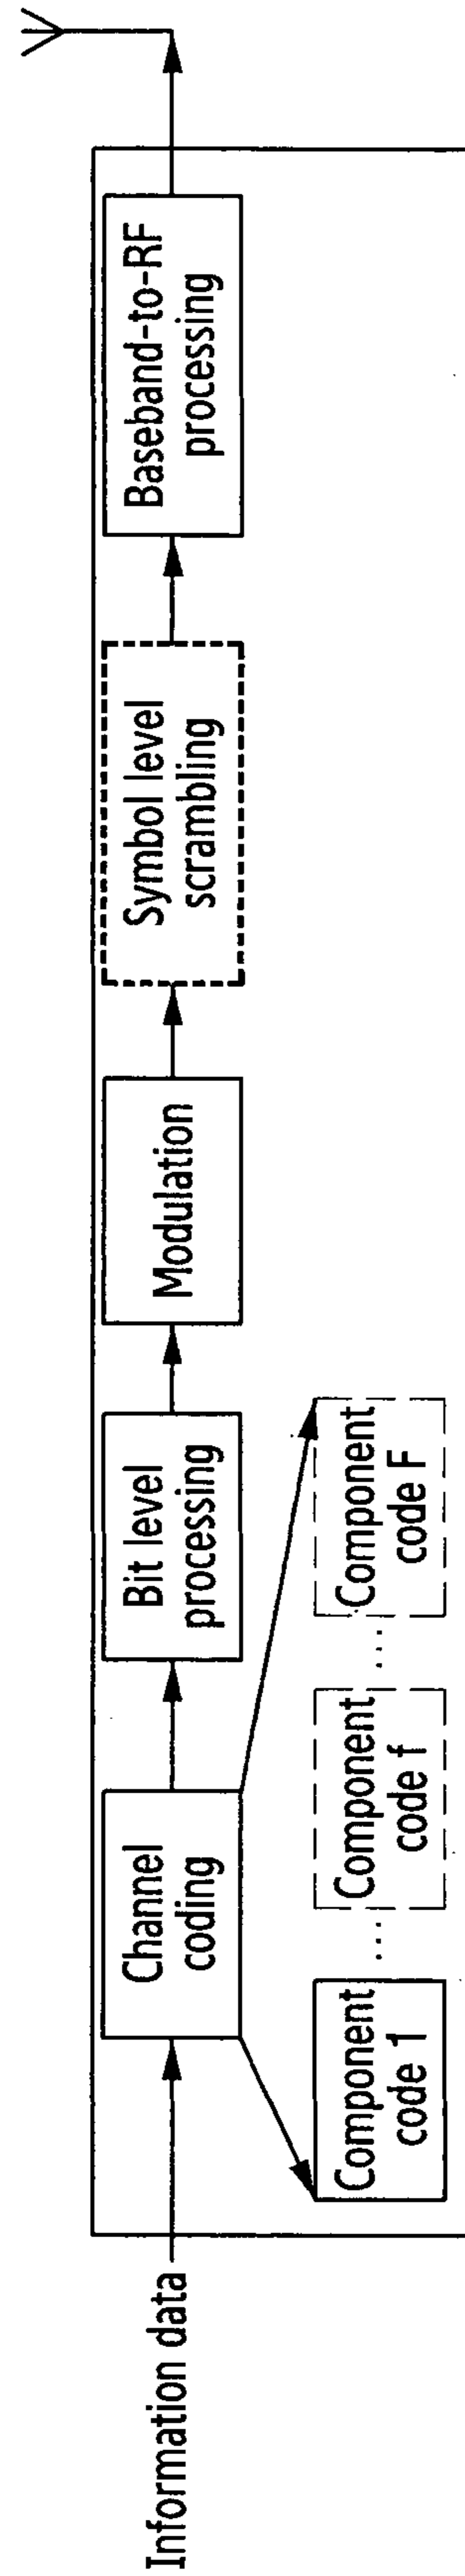 Information data
Channel
coding
Bit level
processing
Modulation
Symbol level
scrambling
Baseband-to-RF
processing
Component
code 1
...
Component
code f
...
Component
code F